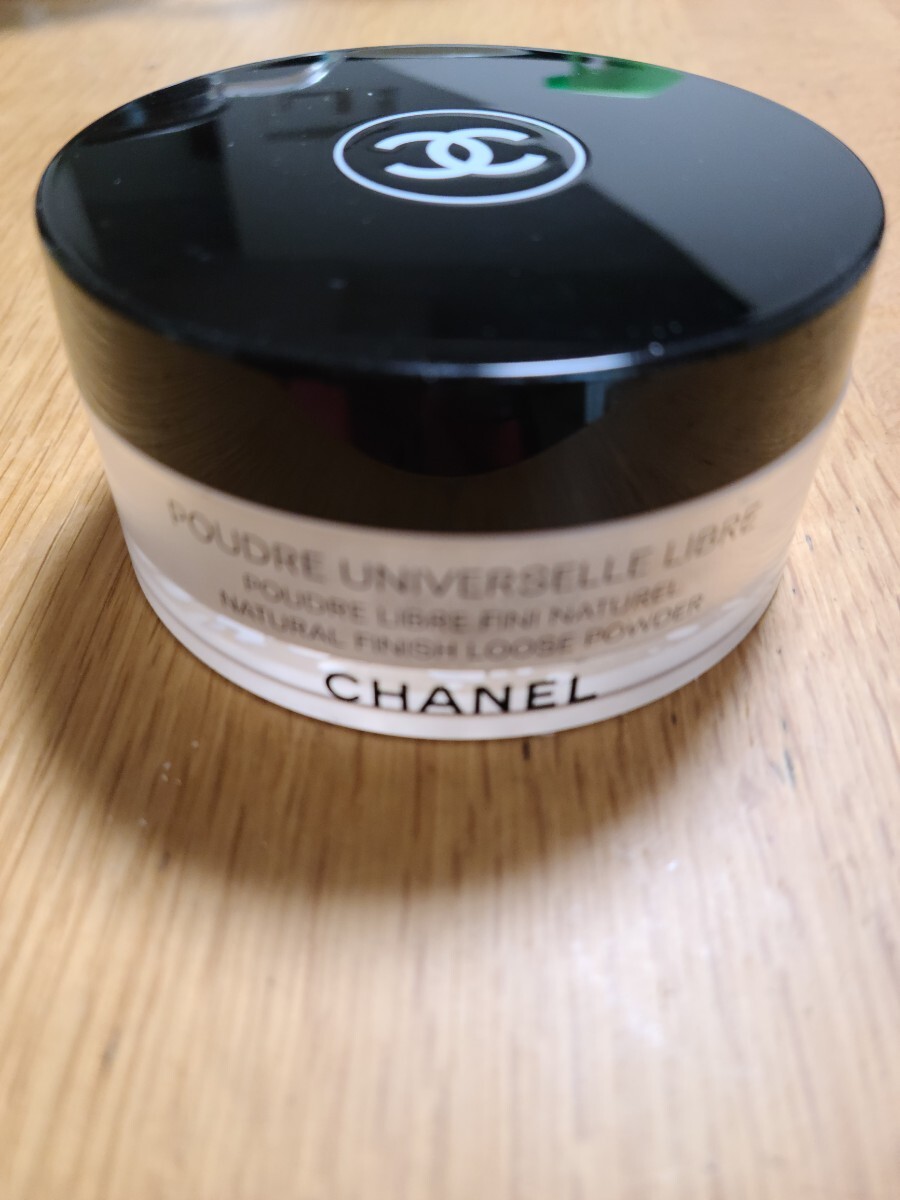 POUDRE UNIVERSELLE LIBRE
POUDRE LIBRE FINI NATUREL
NATURAL FINISH LOOSE POWDER
CHANEL